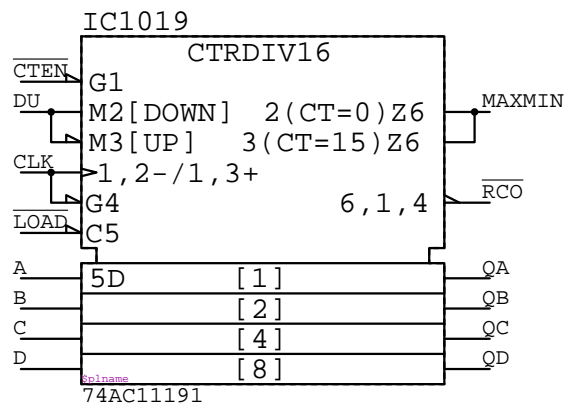 IC1019
CTRDIV16
CTEN
G1
DU
M2[DOWN] 2(CT=0)Z6
MAXMIN
M3[UP] 3(CT=15)Z6
CLK
1,2-/1,3+
G4
6,1,4
RCO
LOAD
C5
A
5D
[1]
QA
B
[2]
QB
C
[4]
QC
D
[8]
QD
$plname
74AC11191